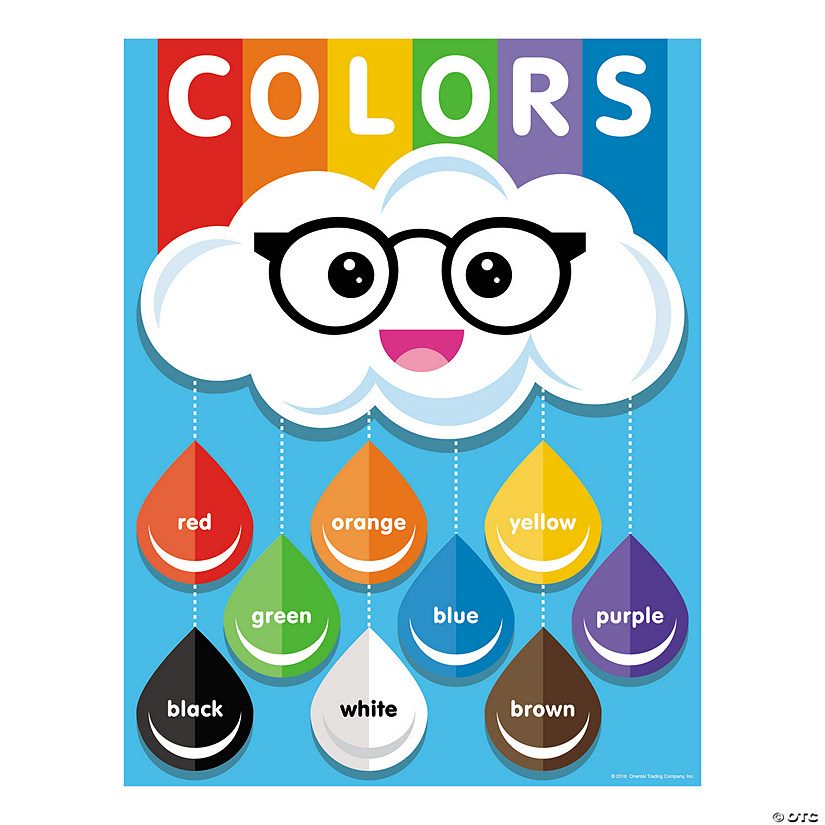 COLORS
red orange yellow
green blue purple
black white brown
© 2016 Oriental Trading Company, Inc.
© OTC